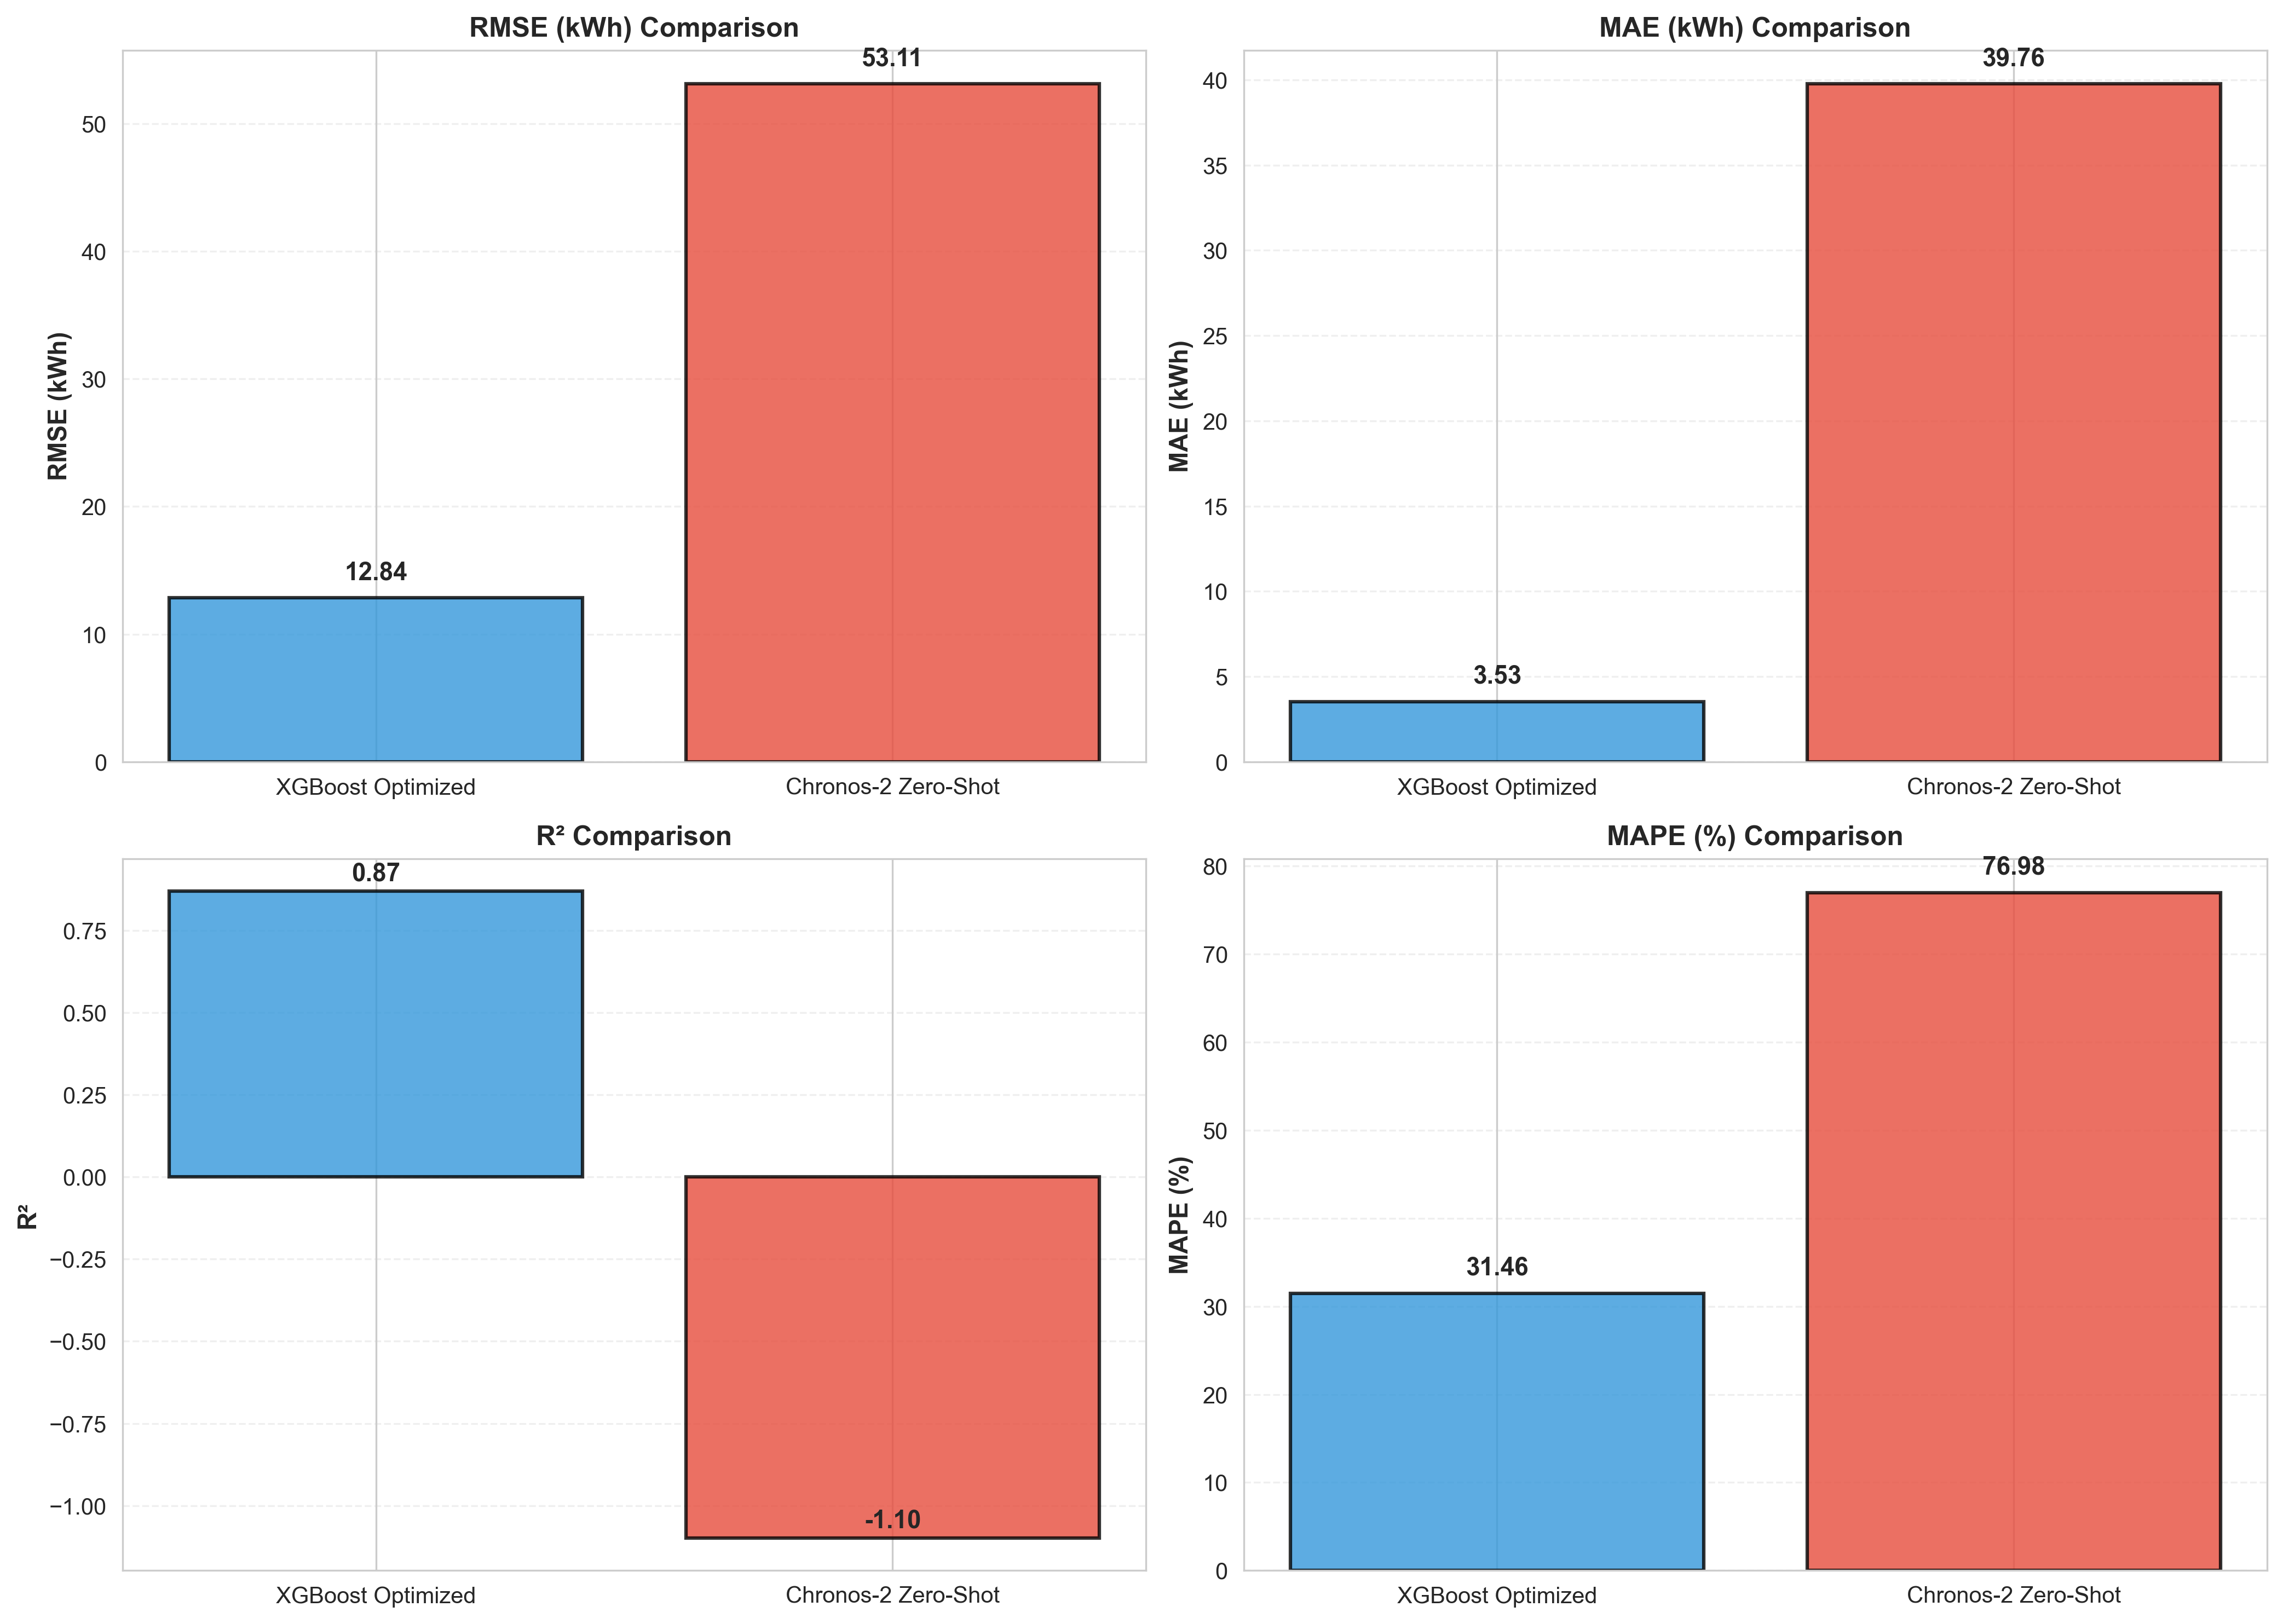 RMSE (kWh) Comparison
RMSE (kWh)
50
40
30
20
10
0
12.84
53.11
XGBoost Optimized
Chronos-2 Zero-Shot
MAE (kWh) Comparison
MAE (kWh)
40
35
30
25
20
15
10
5
0
3.53
39.76
XGBoost Optimized
Chronos-2 Zero-Shot
R² Comparison
R²
0.75
0.50
0.25
0.00
−0.25
−0.50
−0.75
−1.00
0.87
-1.10
XGBoost Optimized
Chronos-2 Zero-Shot
MAPE (%) Comparison
MAPE (%)
80
70
60
50
40
30
20
10
0
31.46
76.98
XGBoost Optimized
Chronos-2 Zero-Shot